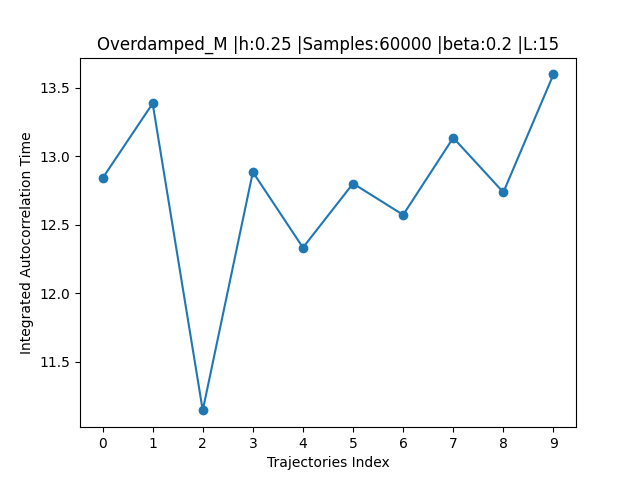 Overdamped_M |h:0.25 |Samples:60000 |beta:0.2 |L:15
Integrated Autocorrelation Time
13.5
13.0
12.5
12.0
11.5
0 1 2 3 4 5 6 7 8 9
Trajectories Index